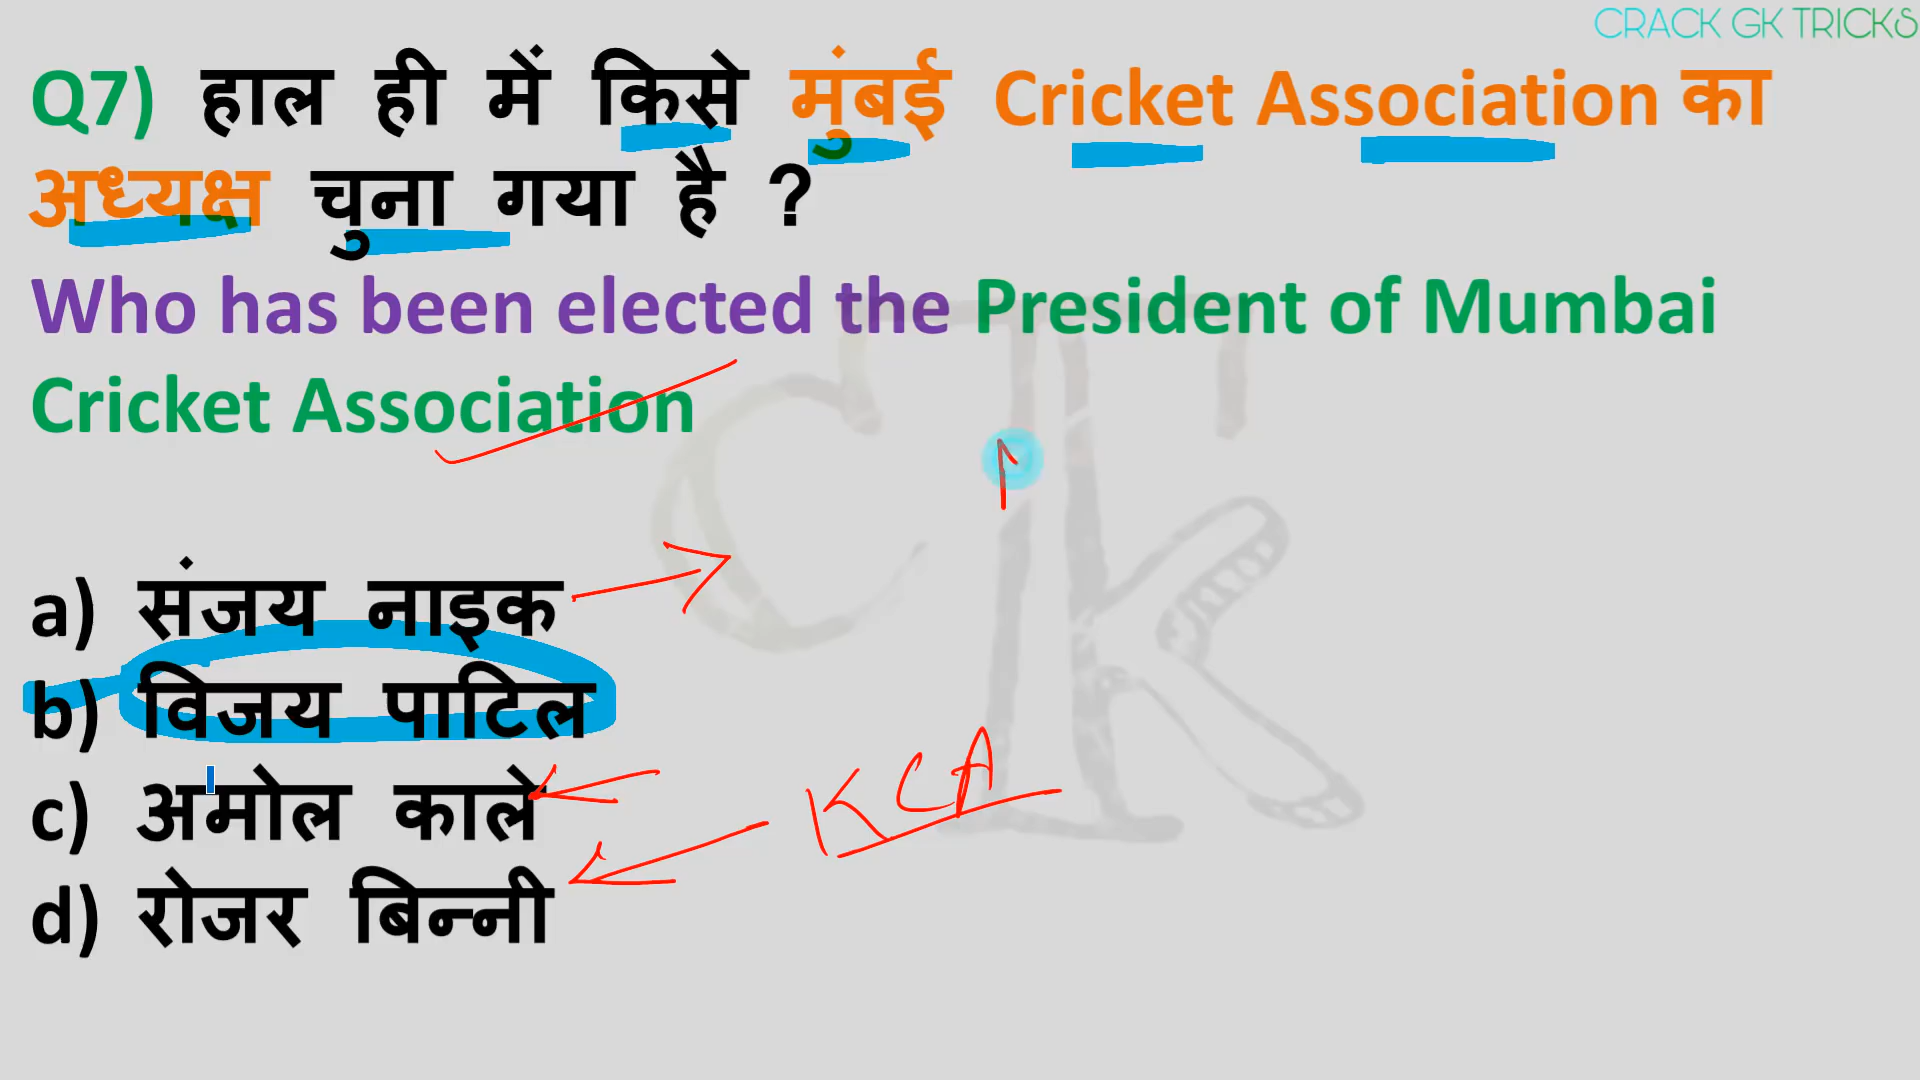 CRACK GK TRICKS
Q7) हाल ही में किसे मुंबई Cricket Association का
अध्यक्ष चुना गया है ?
Who has been elected the President of Mumbai
Cricket Association
a) संजय नाइक
b) विजय पाटिल
c) अमोल काले
KCA
d) रोजर बिन्नी